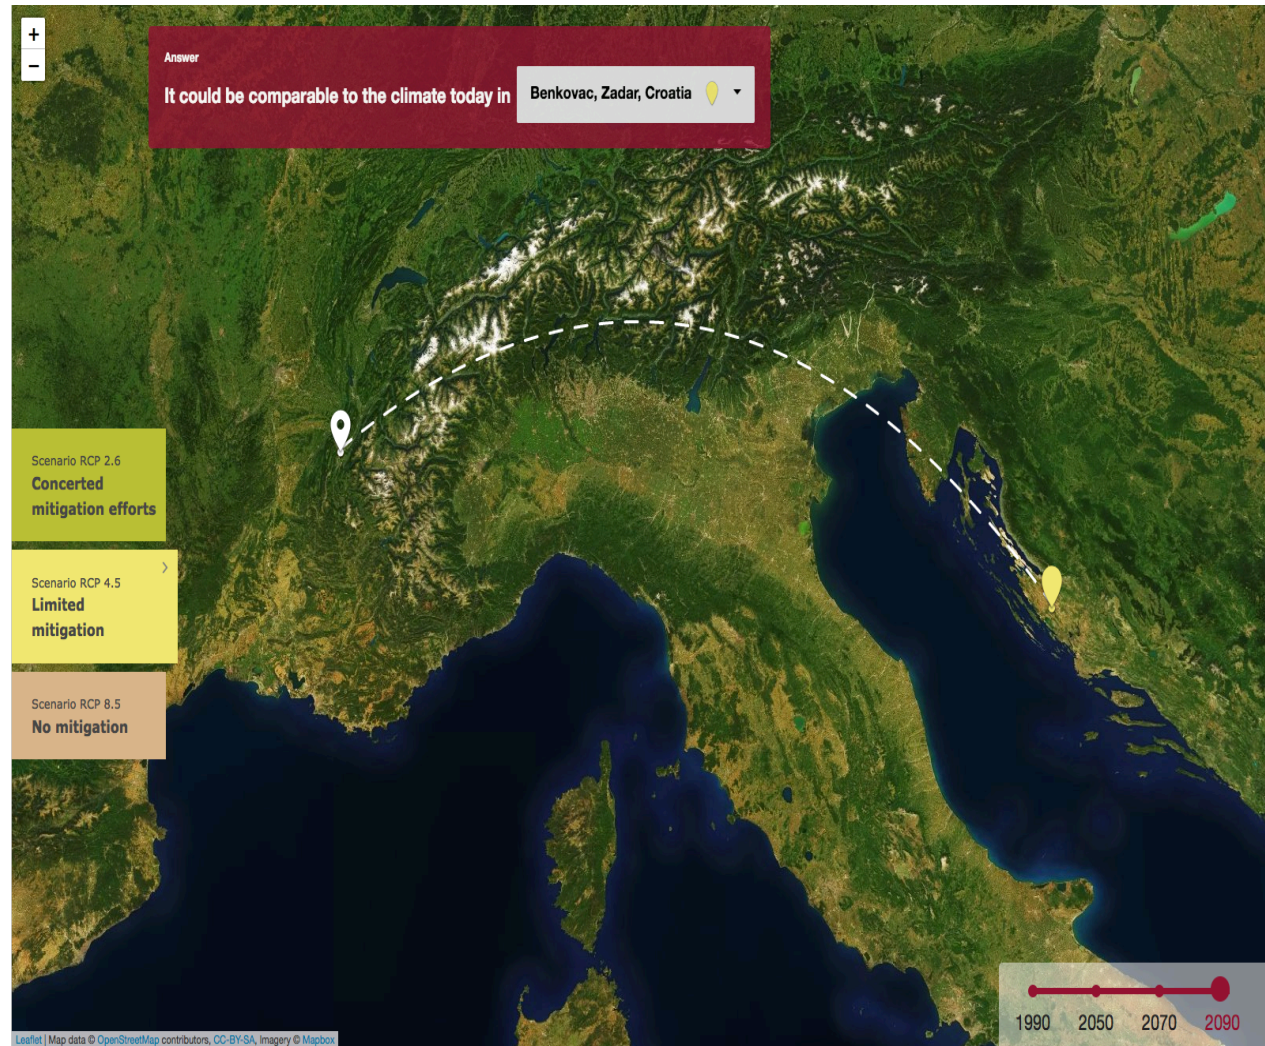 +
−
Answer
It could be comparable to the climate today in Benkovac, Zadar, Croatia
Scenario RCP 2.6
Concerted
mitigation efforts
Scenario RCP 4.5
Limited
mitigation
Scenario RCP 8.5
No mitigation
1990 2050 2070 2090
Leaflet | Map data © OpenStreetMap contributors, CC-BY-SA, Imagery © Mapbox